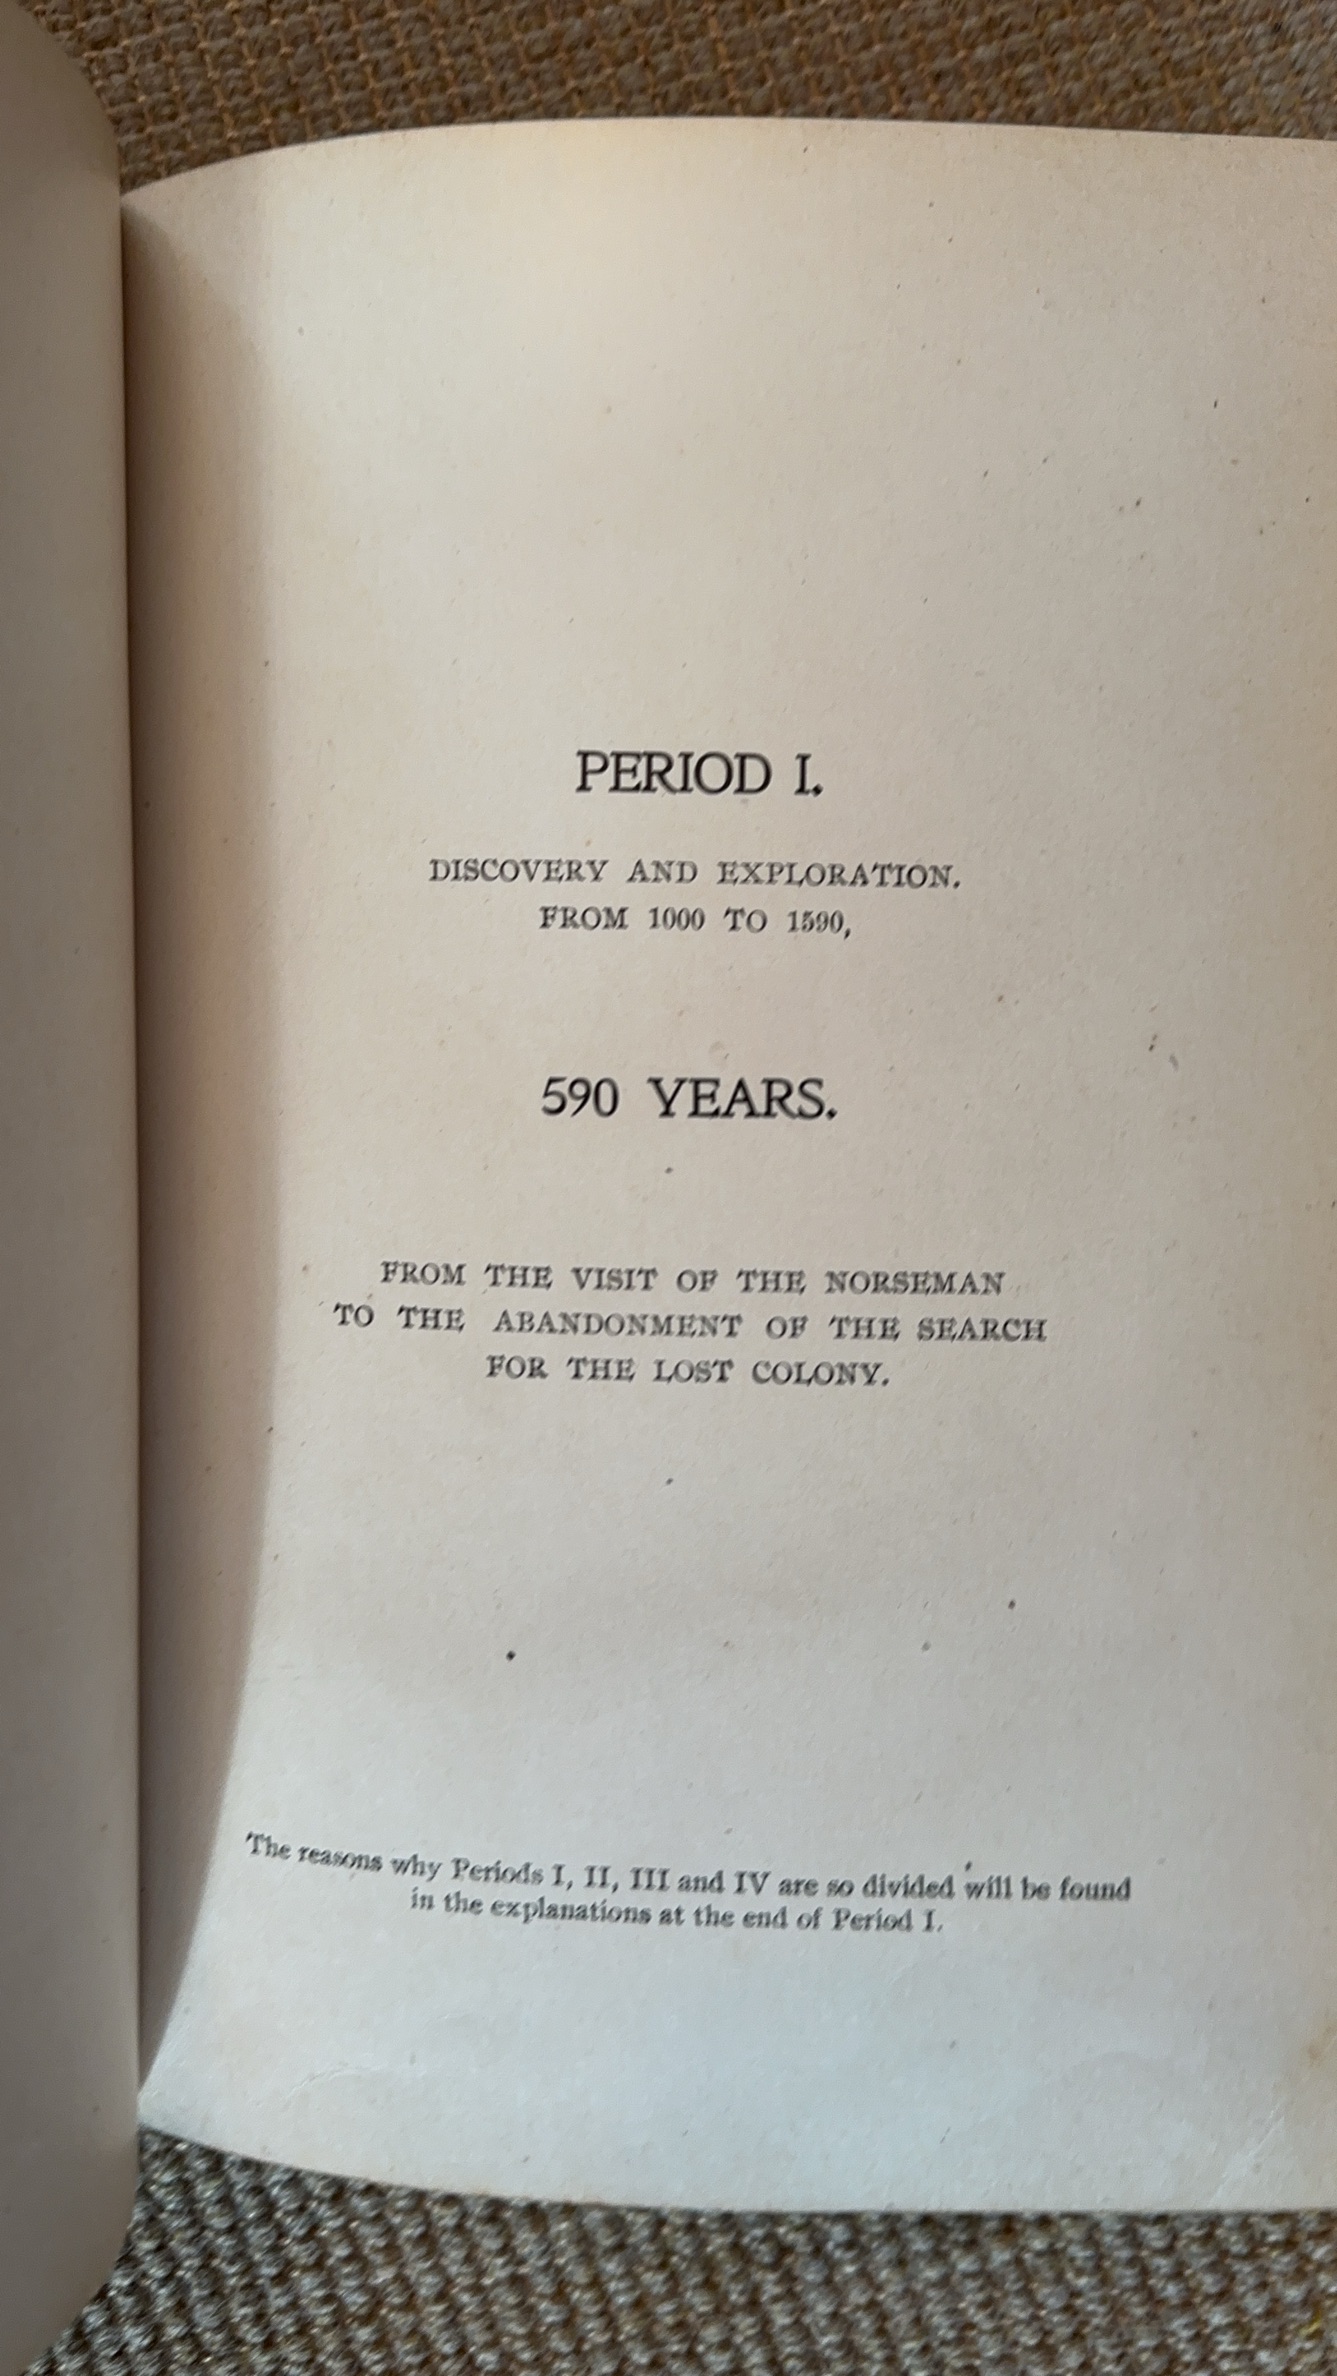 PERIOD I.
DISCOVERY AND EXPLORATION.
FROM 1000 TO 1590,
590 YEARS.
FROM THE VISIT OF THE NORSEMAN
TO THE ABANDONMENT OF THE SEARCH
FOR THE LOST COLONY.
The reasons why Periods I, II, III and IV are so divided will be found
in the explanations at the end of Period I.